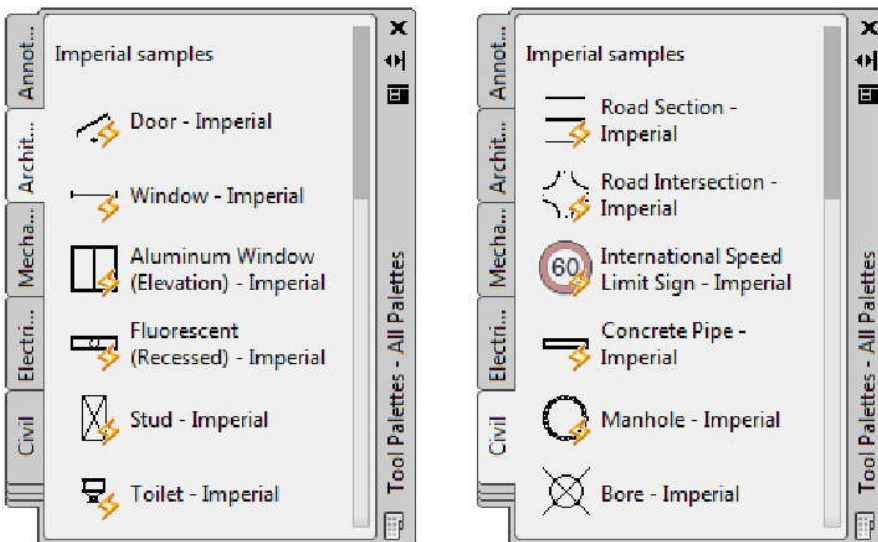 Annot...
Archit...
Mecha...
Electri...
Civil
Imperial samples
Door - Imperial
Window - Imperial
Aluminum Window
(Elevation) - Imperial
Fluorescent
(Recessed) - Imperial
Stud - Imperial
Toilet - Imperial
Tool Palettes - All Palettes
Annot...
Archit...
Mecha...
Electri...
Civil
Imperial samples
Road Section -
Imperial
Road Intersection -
Imperial
60
International Speed
Limit Sign - Imperial
Concrete Pipe -
Imperial
Manhole - Imperial
Bore - Imperial
Tool Palettes - All Palettes